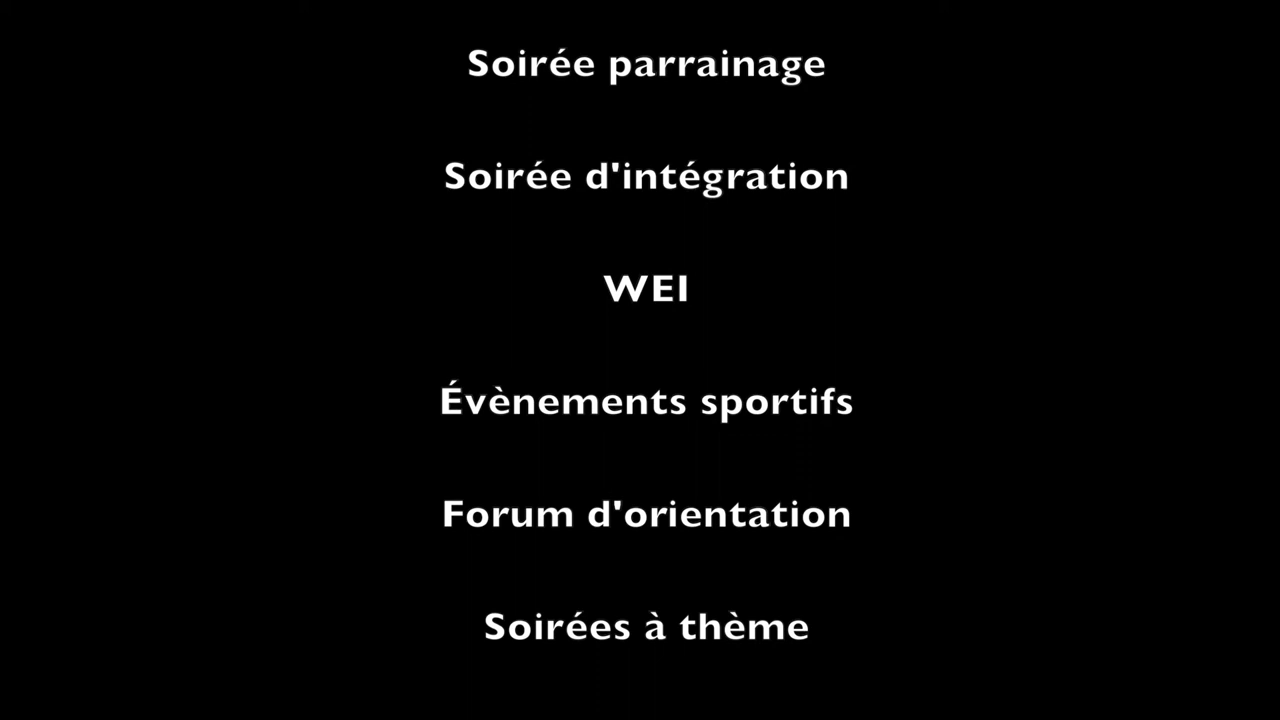 Soirée parrainage
Soirée d'intégration
WEI
Évènements sportifs
Forum d'orientation
Soirées à thème